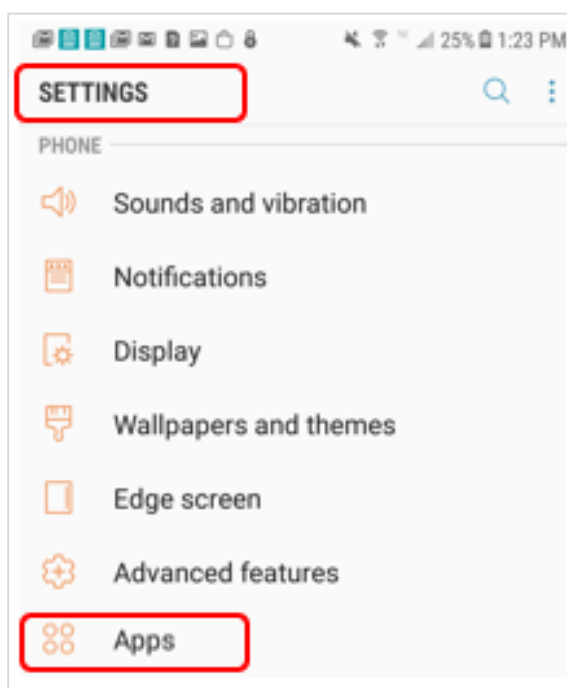 25% 1:23 PM
SETTINGS
PHONE
Sounds and vibration
Notifications
Display
Wallpapers and themes
Edge screen
Advanced features
Apps